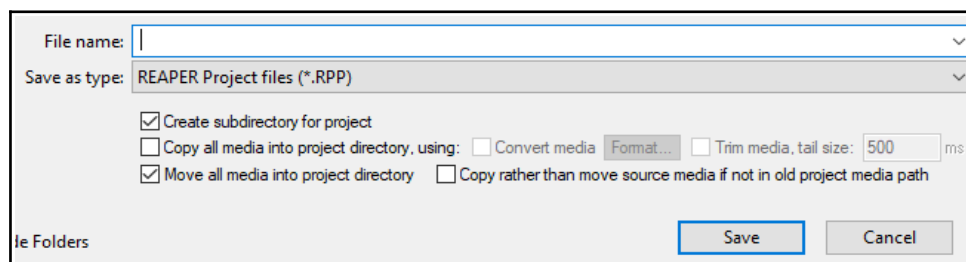 File name:
Save as type: REAPER Project files (*.RPP)
Create subdirectory for project
Copy all media into project directory, using: Convert media Format... Trim media, tail size: 500 ms
Move all media into project directory Copy rather than move source media if not in old project media path
de Folders Save Cancel